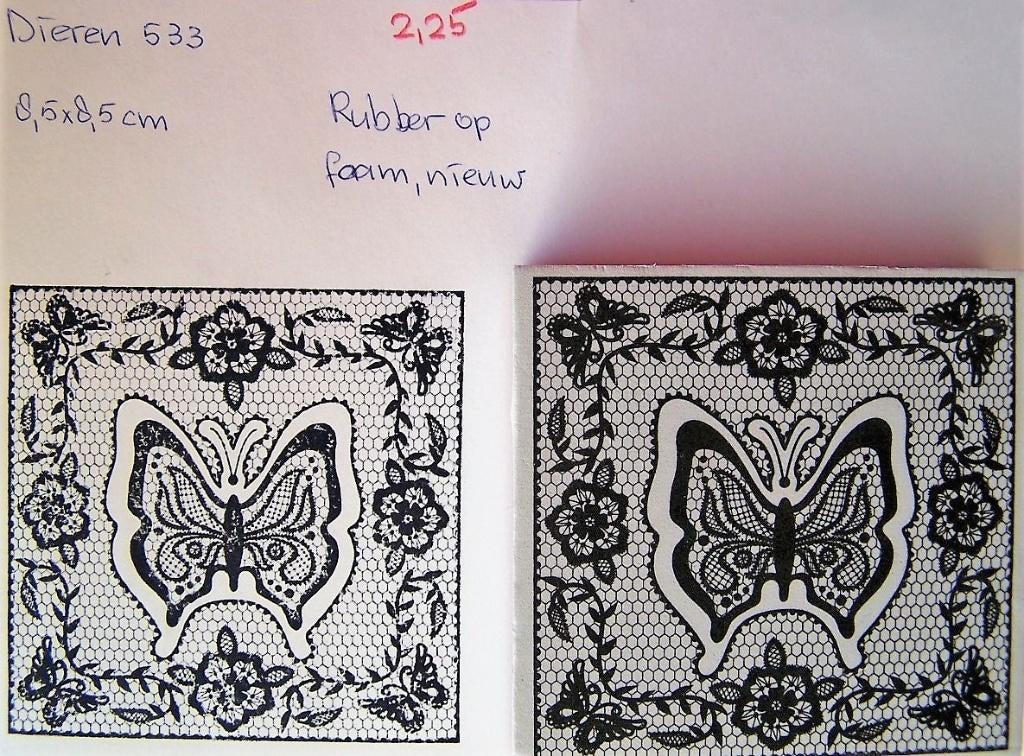 Dieren 533
2,25
8,5x8,5 cm
Rubber op
foam, nieuw